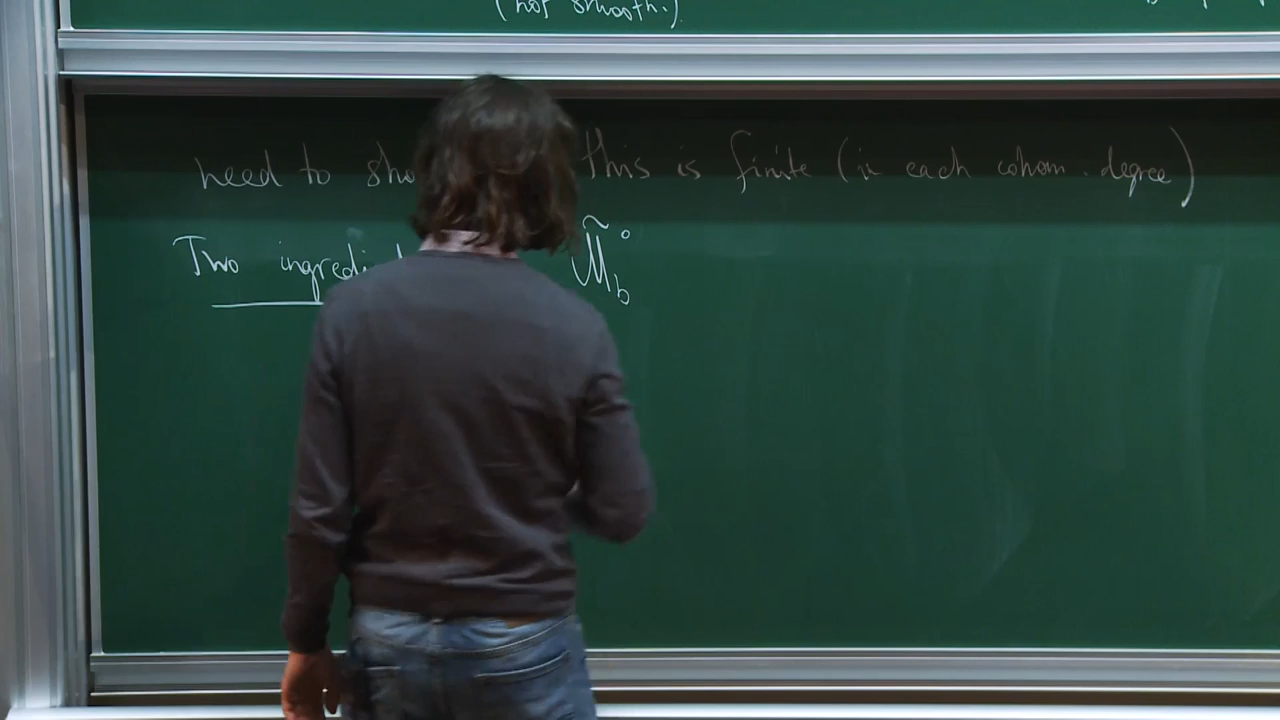 (not smooth.)
need to sho this is finite (in each cohom. degree)
Two ingredi M̃_b°